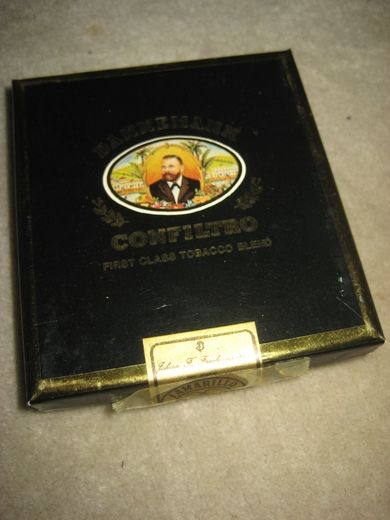 DANNEMANN
CONFILTRO
FIRST CLASS TOBACCO BLEND
AMARILLO